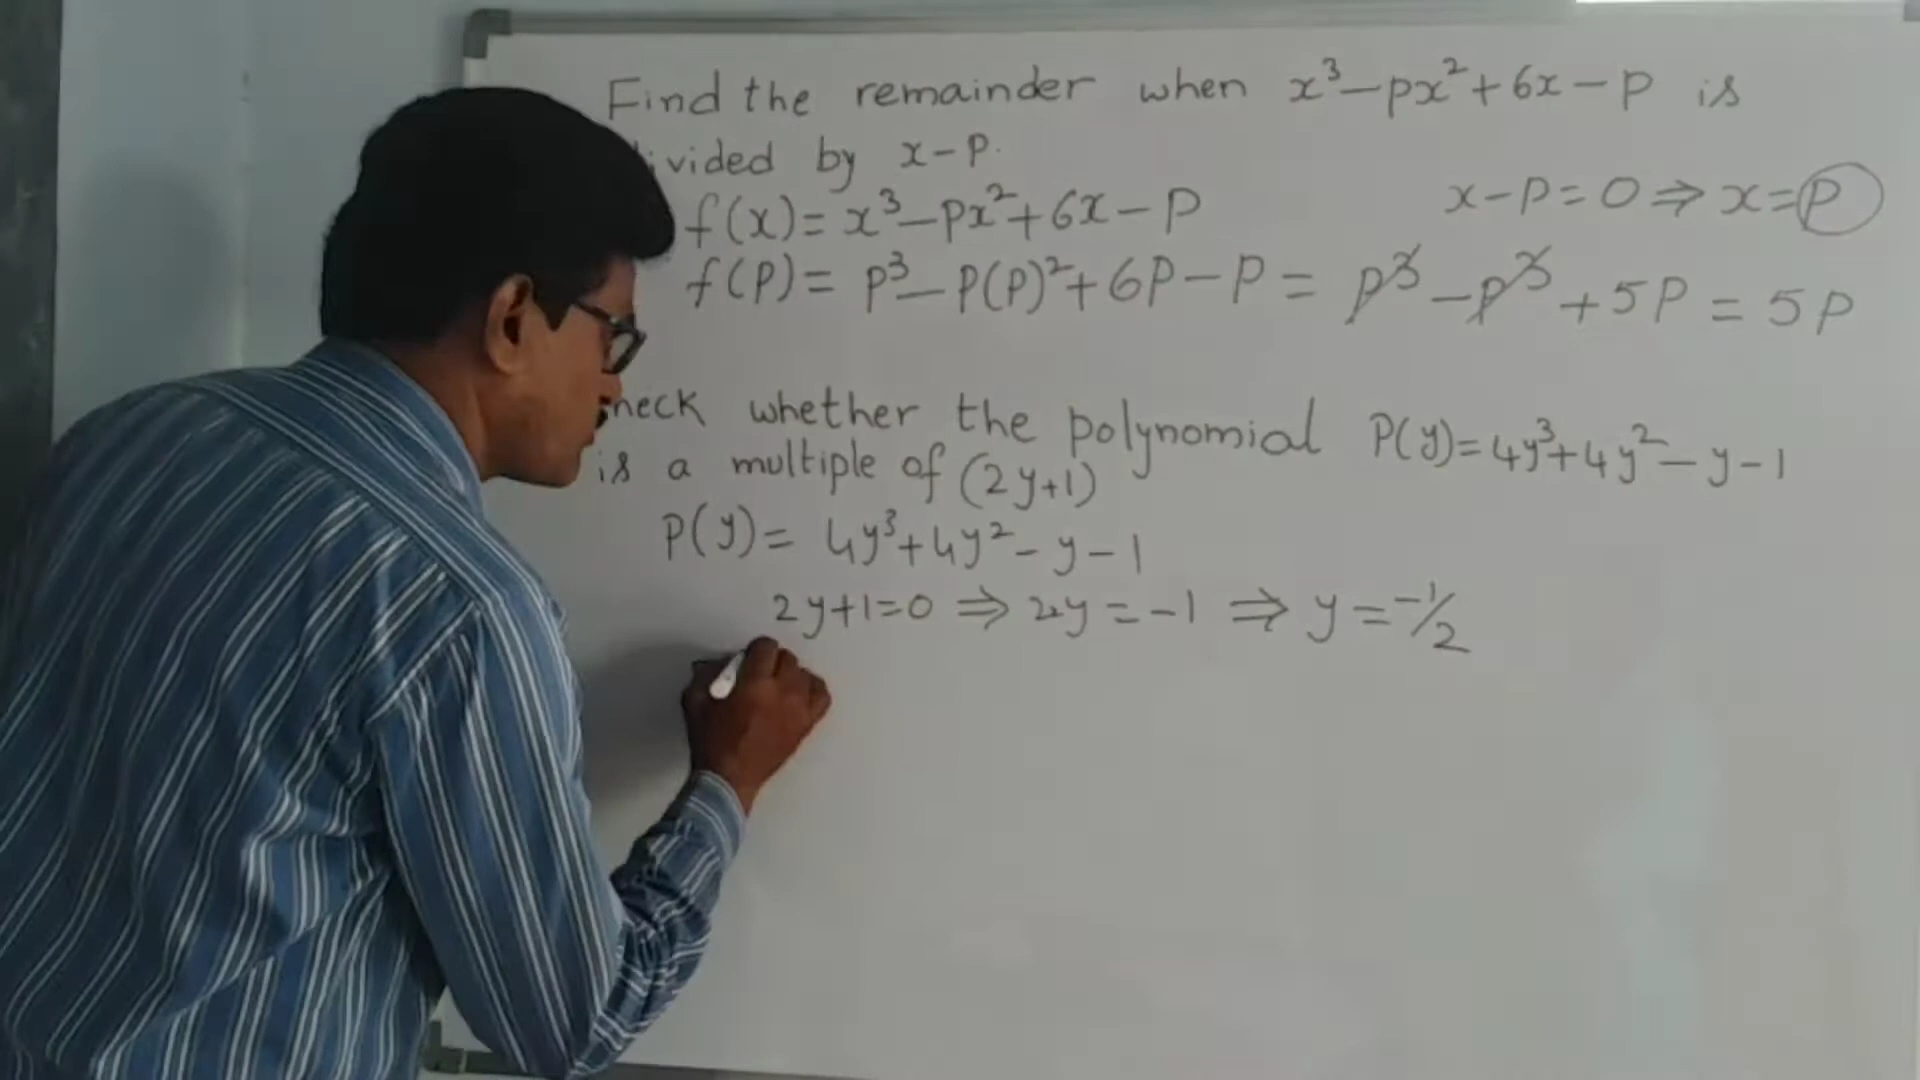 Find the remainder when x³-px²+6x-p is
ivided by x-p.
x-p=0⇒x=p
f(x)=x³-px²+6x-p
f(p)=p³-p(p)²+6p-p=p³-p³+5p=5p
heck whether the polynomial P(y)=4y³+4y²-y-1
is a multiple of (2y+1)
P(y)=4y³+4y²-y-1
2y+1=0⇒2y=-1⇒y=-1/2